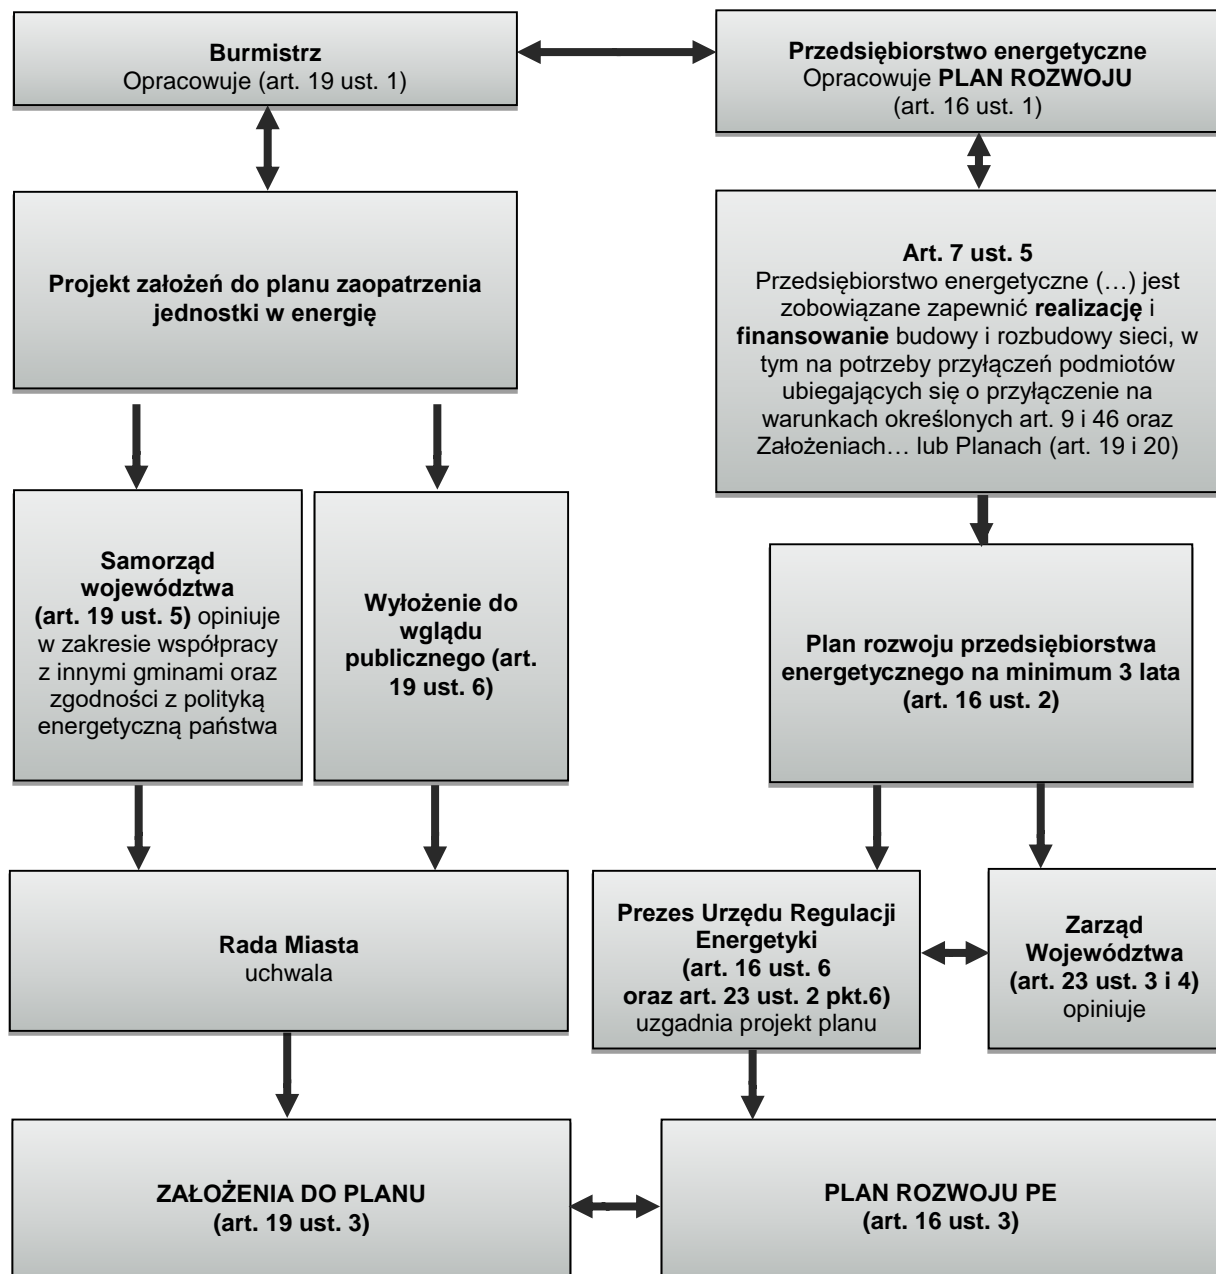 Burmistrz
Opracowuje (art. 19 ust. 1)
Przedsiębiorstwo energetyczne
Opracowuje PLAN ROZWOJU
(art. 16 ust. 1)
Projekt założeń do planu zaopatrzenia
jednostki w energię
Art. 7 ust. 5
Przedsiębiorstwo energetyczne (…) jest
zobowiązane zapewnić realizację i
finansowanie budowy i rozbudowy sieci, w
tym na potrzeby przyłączeń podmiotów
ubiegających się o przyłączenie na
warunkach określonych art. 9 i 46 oraz
Założeniach… lub Planach (art. 19 i 20)
Samorząd
województwa
(art. 19 ust. 5) opiniuje
w zakresie współpracy
z innymi gminami oraz
zgodności z polityką
energetyczną państwa
Wyłożenie do
wglądu
publicznego (art.
19 ust. 6)
Plan rozwoju przedsiębiorstwa
energetycznego na minimum 3 lata
(art. 16 ust. 2)
Rada Miasta
uchwala
Prezes Urzędu Regulacji
Energetyki
(art. 16 ust. 6
oraz art. 23 ust. 2 pkt.6)
uzgadnia projekt planu
Zarząd
Województwa
(art. 23 ust. 3 i 4)
opiniuje
ZAŁOŻENIA DO PLANU
(art. 19 ust. 3)
PLAN ROZWOJU PE
(art. 16 ust. 3)